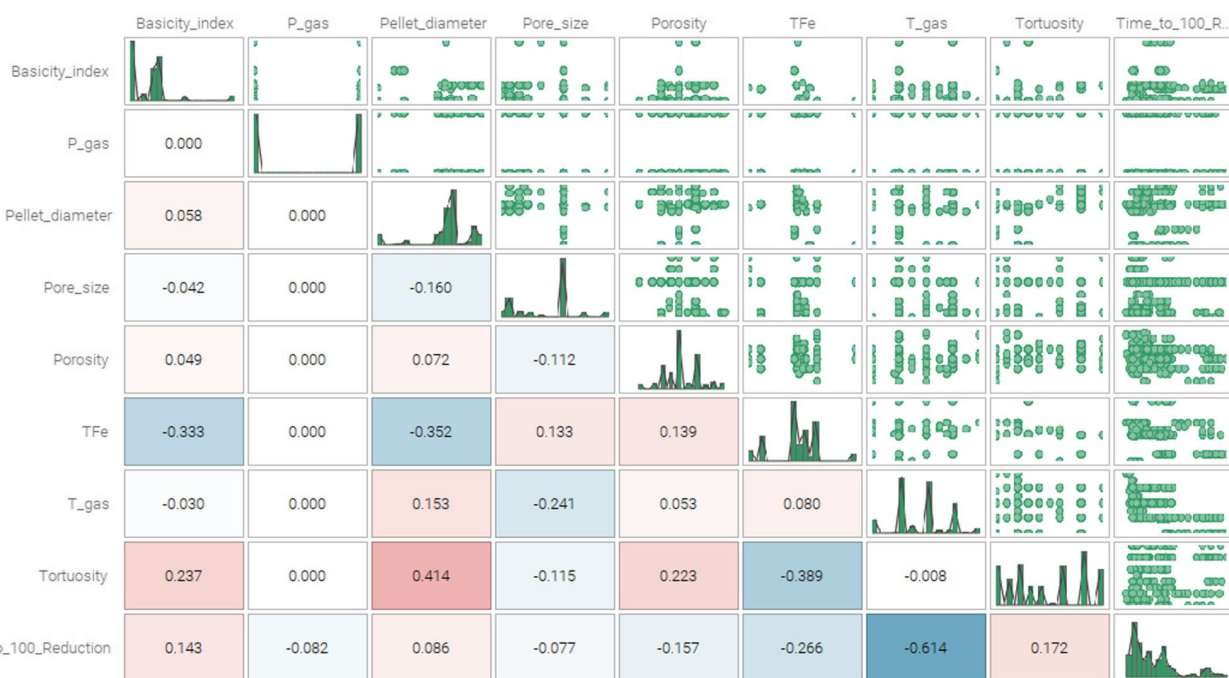 Basicity_index P_gas Pellet_diameter Pore_size Porosity TFe T_gas Tortuosity Time_to_100_R...
Basicity_index
P_gas 0.000
Pellet_diameter 0.058 0.000
Pore_size -0.042 0.000 -0.160
Porosity 0.049 0.000 0.072 -0.112
TFe -0.333 0.000 -0.352 0.133 0.139
T_gas -0.030 0.000 0.153 -0.241 0.053 0.080
Tortuosity 0.237 0.000 0.414 -0.115 0.223 -0.389 -0.008
o_100_Reduction 0.143 -0.082 0.086 -0.077 -0.157 -0.266 -0.614 0.172